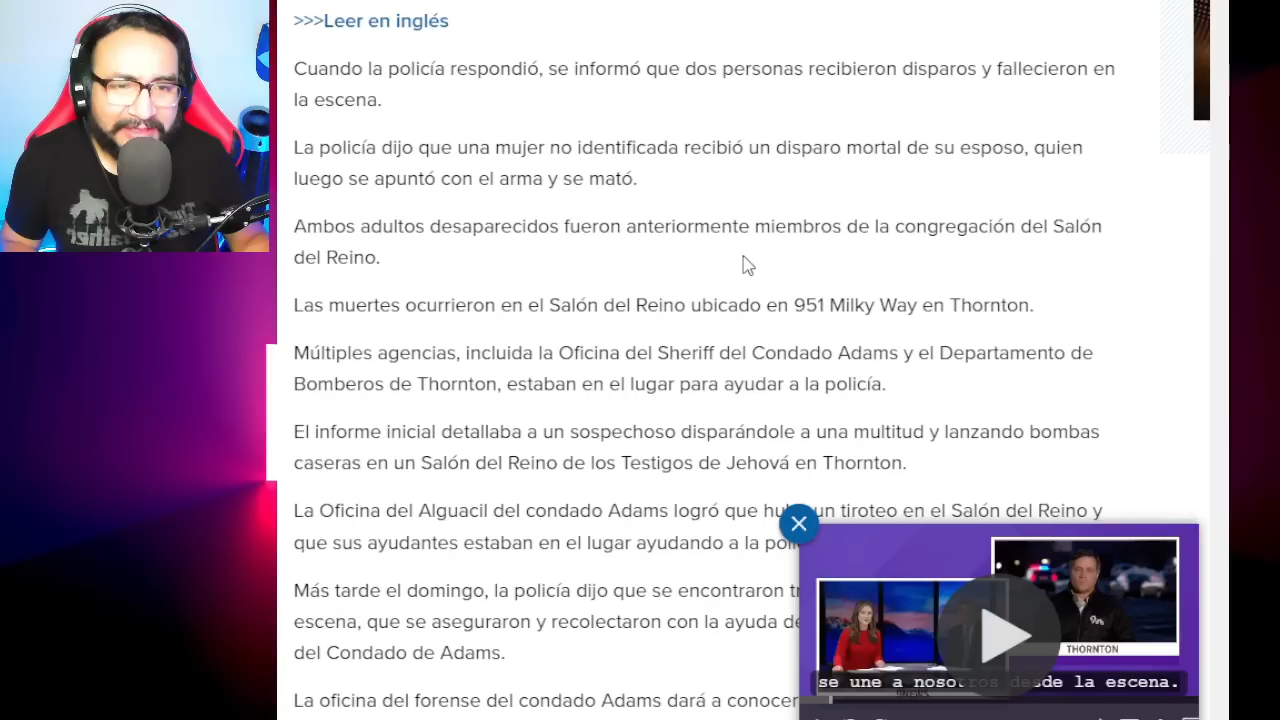 >>>Leer en inglés
Cuando la policía respondió, se informó que dos personas recibieron disparos y fallecieron en
la escena.
La policía dijo que una mujer no identificada recibió un disparo mortal de su esposo, quien
luego se apuntó con el arma y se mató.
Ambos adultos desaparecidos fueron anteriormente miembros de la congregación del Salón
del Reino.
Las muertes ocurrieron en el Salón del Reino ubicado en 951 Milky Way en Thornton.
Múltiples agencias, incluida la Oficina del Sheriff del Condado Adams y el Departamento de
Bomberos de Thornton, estaban en el lugar para ayudar a la policía.
El informe inicial detallaba a un sospechoso disparándole a una multitud y lanzando bombas
caseras en un Salón del Reino de los Testigos de Jehová en Thornton.
La Oficina del Alguacil del condado Adams logró que un tiroteo en el Salón del Reino y
que sus ayudantes estaban en el lugar ayudando a la
Más tarde el domingo, la policía dijo que se encontraron
escena, que se aseguraron y recolectaron con la ayuda
del Condado de Adams.
La oficina del forense del condado Adams dará a conocer
THORNTON
se une a nosotros desde la escena.